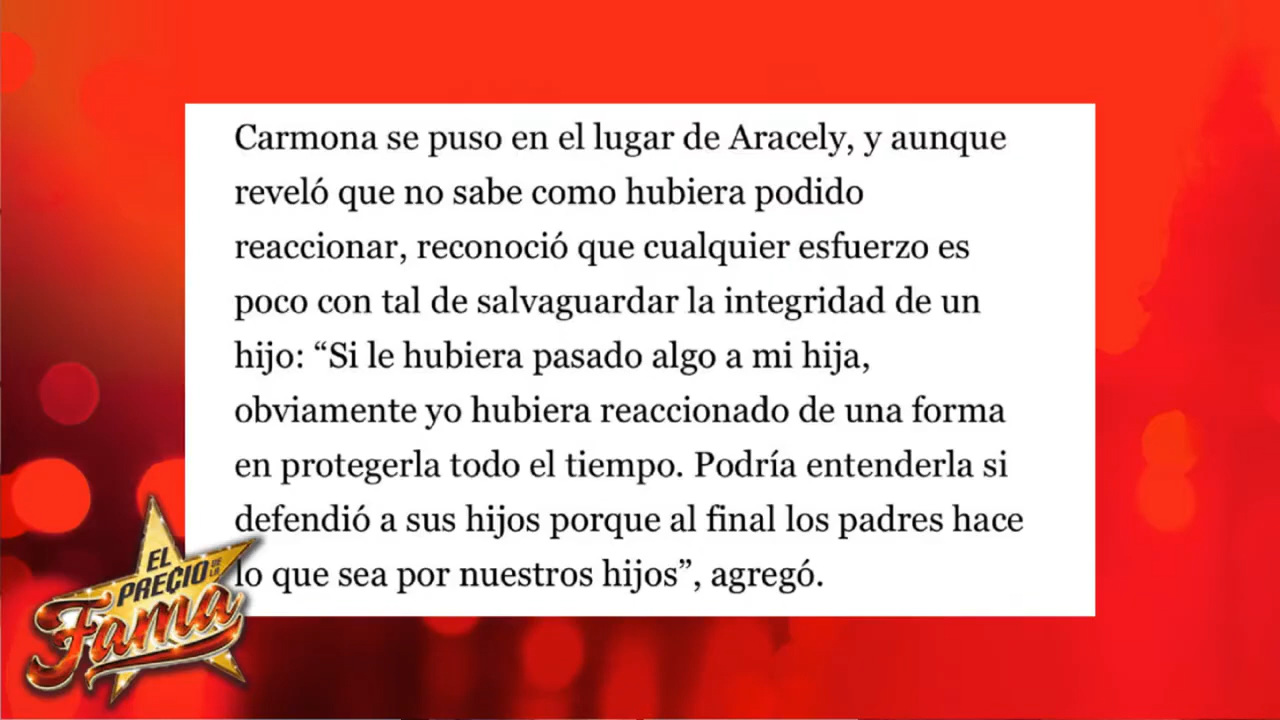 Carmona se puso en el lugar de Aracely, y aunque
reveló que no sabe como hubiera podido
reaccionar, reconoció que cualquier esfuerzo es
poco con tal de salvaguardar la integridad de un
hijo: “Si le hubiera pasado algo a mi hija,
obviamente yo hubiera reaccionado de una forma
en protegerla todo el tiempo. Podría entenderla si
defendió a sus hijos porque al final los padres hace
lo que sea por nuestros hijos”, agregó.
EL
PRECIO DE LA
Fama